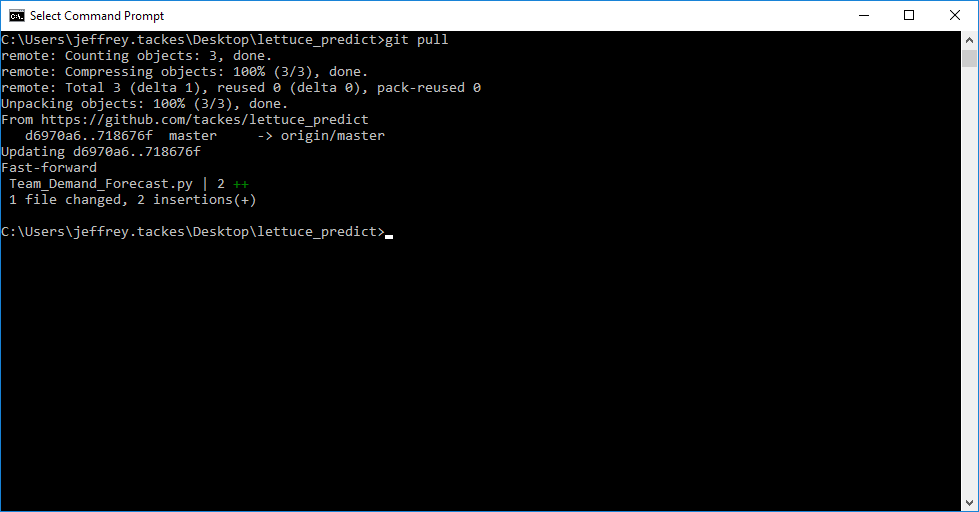 Select Command Prompt
C:\Users\jeffrey.tackes\Desktop\lettuce_predict>git pull
remote: Counting objects: 3, done.
remote: Compressing objects: 100% (3/3), done.
remote: Total 3 (delta 1), reused 0 (delta 0), pack-reused 0
Unpacking objects: 100% (3/3), done.
From https://github.com/tackes/lettuce_predict
   d6970a6..718676f  master     -> origin/master
Updating d6970a6..718676f
Fast-forward
 Team_Demand_Forecast.py | 2 ++
 1 file changed, 2 insertions(+)
C:\Users\jeffrey.tackes\Desktop\lettuce_predict>